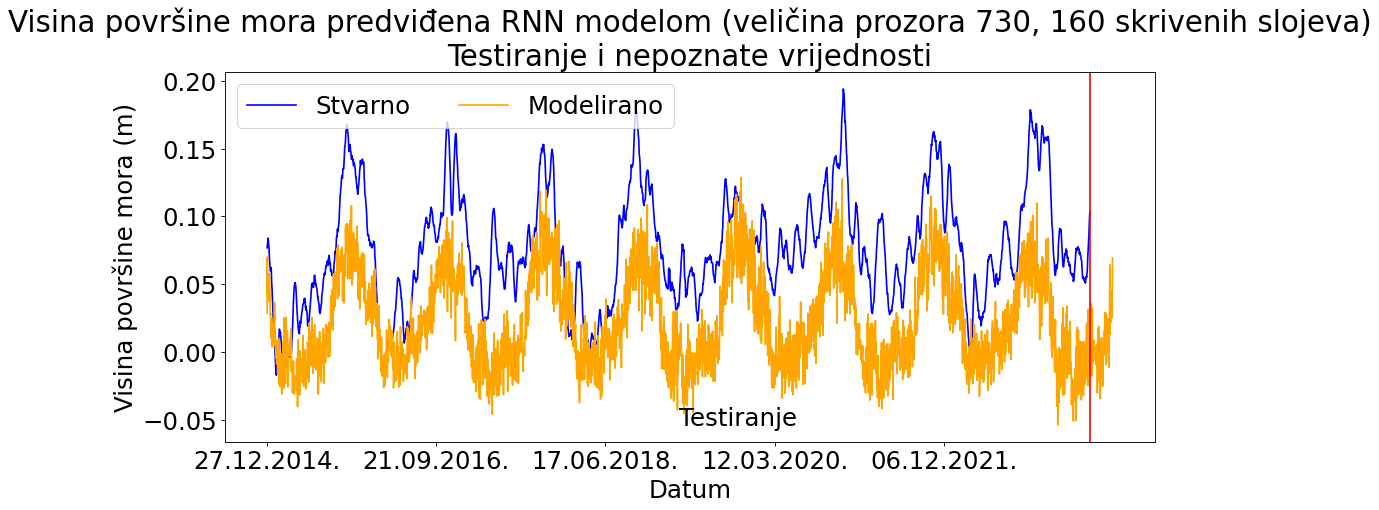 Visina površine mora predviđena RNN modelom (veličina prozora 730, 160 skrivenih slojeva)
Testiranje i nepoznate vrijednosti
Stvarno Modelirano
0.20
0.15
0.10
0.05
0.00
−0.05
Visina površine mora (m)
Testiranje
27.12.2014. 21.09.2016. 17.06.2018. 12.03.2020. 06.12.2021.
Datum